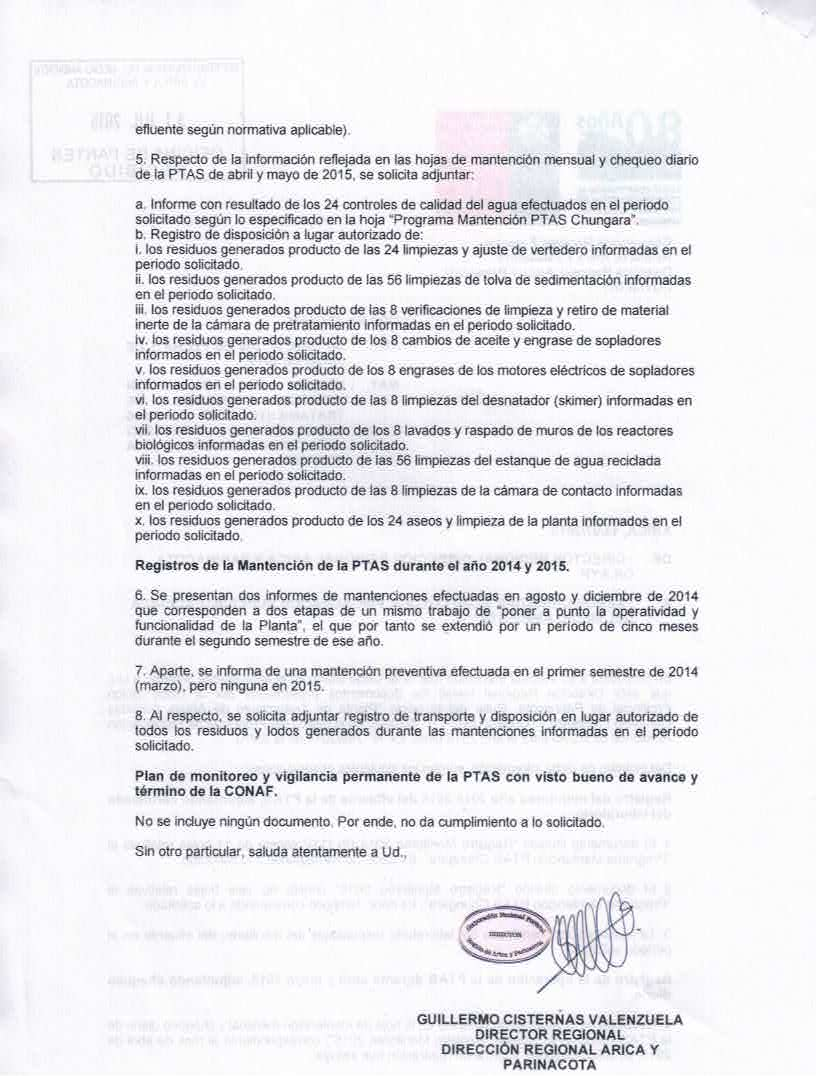 efluente según normativa aplicable).
5. Respecto de la información reflejada en las hojas de mantención mensual y chequeo diario
de la PTAS de abril y mayo de 2015, se solicita adjuntar:
a. Informe con resultado de los 24 controles de calidad del agua efectuados en el periodo
solicitado según lo especificado en la hoja "Programa Mantención PTAS Chungara".
b. Registro de disposición a lugar autorizado de:
i. los residuos generados producto de las 24 limpiezas y ajuste de vertedero informadas en el
periodo solicitado.
ii. los residuos generados producto de las 56 limpiezas de tolva de sedimentación informadas
en el periodo solicitado.
iii. los residuos generados producto de las 8 verificaciones de limpieza y retiro de material
inerte de la cámara de pretratamiento informadas en el periodo solicitado.
iv. los residuos generados producto de los 8 cambios de aceite y engrase de sopladores
informados en el periodo solicitado.
v. los residuos generados producto de los 8 engrases de los motores eléctricos de sopladores
informados en el periodo solicitado.
vi. los residuos generados producto de las 8 limpiezas del desnatador (skimer) informadas en
el periodo solicitado.
vii. los residuos generados producto de los 8 lavados y raspado de muros de los reactores
biológicos informadas en el periodo solicitado.
viii. los residuos generados producto de las 56 limpiezas del estanque de agua reciclada
informadas en el periodo solicitado.
ix. los residuos generados producto de las 8 limpiezas de la cámara de contacto informadas
en el periodo solicitado.
x. los residuos generados producto de los 24 aseos y limpieza de la planta informados en el
periodo solicitado.
Registros de la Mantención de la PTAS durante el año 2014 y 2015.
6. Se presentan dos informes de mantenciones efectuadas en agosto y diciembre de 2014
que corresponden a dos etapas de un mismo trabajo de "poner a punto la operatividad y
funcionalidad de la Planta", el que por tanto se extendió por un período de cinco meses
durante el segundo semestre de ese año.
7. Aparte, se informa de una mantención preventiva efectuada en el primer semestre de 2014
(marzo), pero ninguna en 2015.
8. Al respecto, se solicita adjuntar registro de transporte y disposición en lugar autorizado de
todos los residuos y lodos generados durante las mantenciones informadas en el periodo
solicitado.
Plan de monitoreo y vigilancia permanente de la PTAS con visto bueno de avance y
término de la CONAF.
No se incluye ningún documento. Por ende, no da cumplimiento a lo solicitado.
Sin otro particular, saluda atentamente a Ud.,
Corporación Nacional Forestal
DIRECTOR
Región de Arica y Parinacota
GUILLERMO CISTERNAS VALENZUELA
DIRECTOR REGIONAL
DIRECCIÓN REGIONAL ARICA Y
PARINACOTA